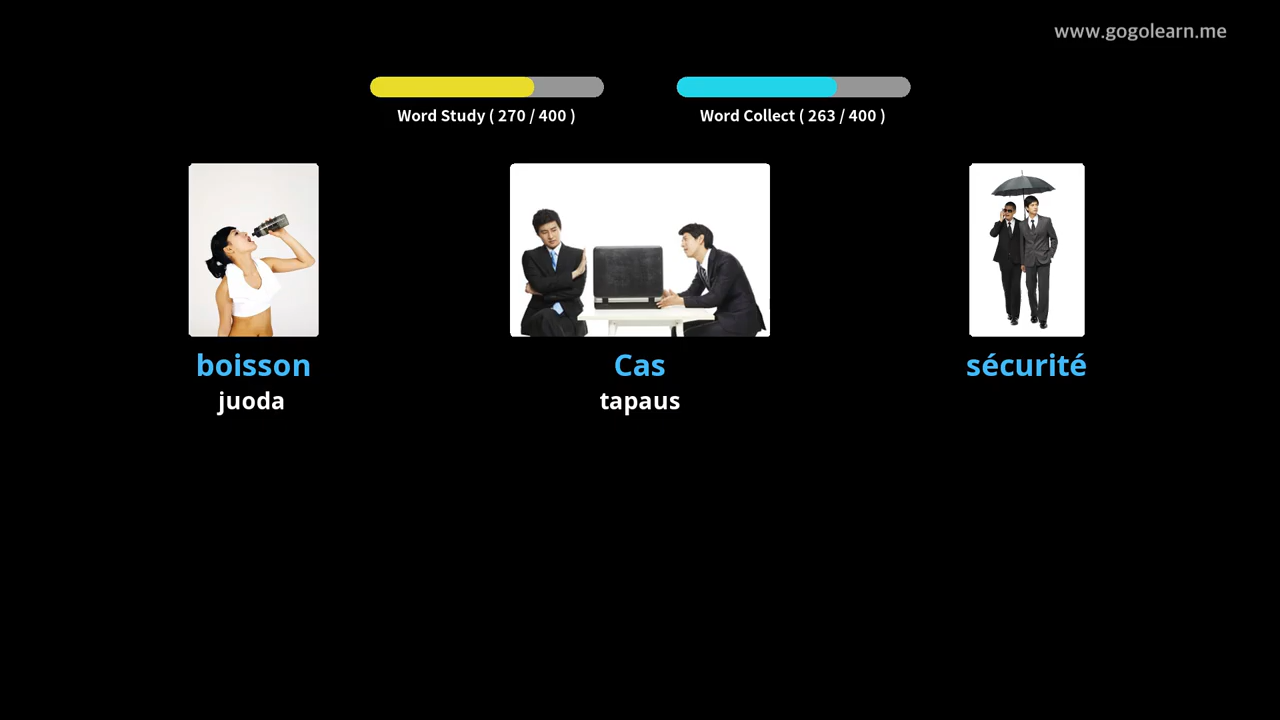 www.gogolearn.me
Word Study ( 270 / 400 )
Word Collect ( 263 / 400 )
boisson
juoda
Cas
tapaus
sécurité